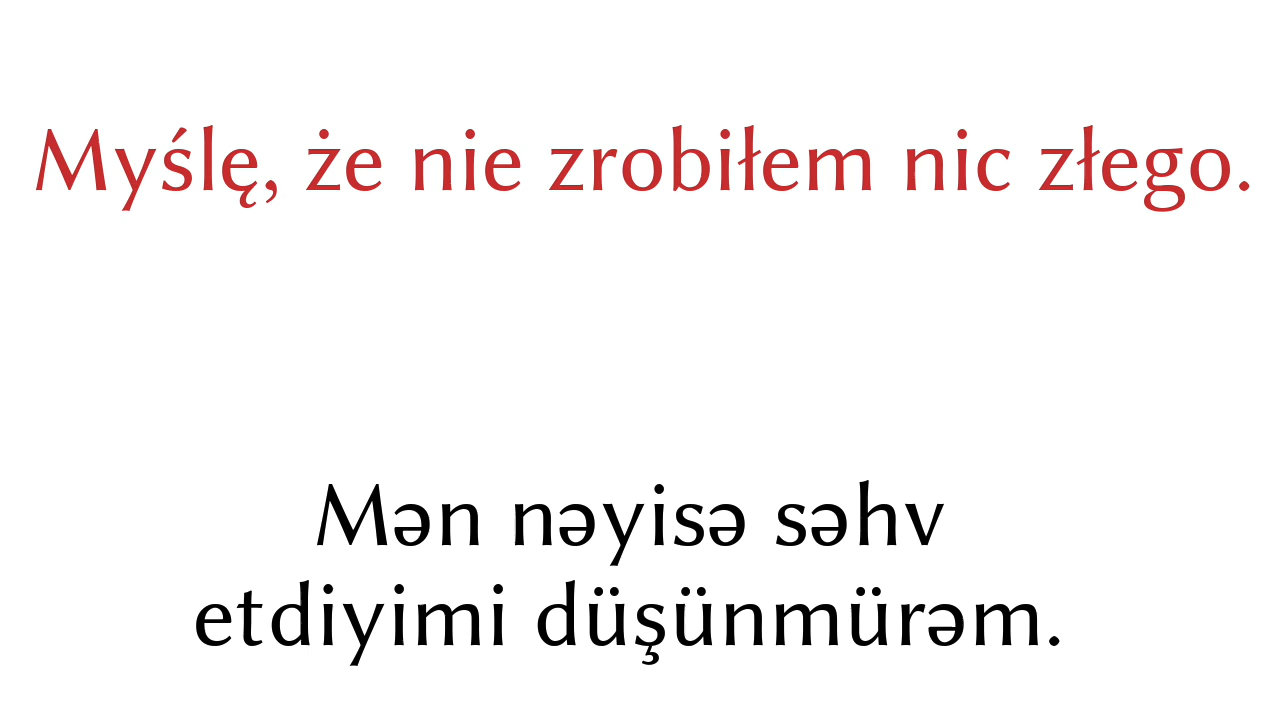 Myślę, że nie zrobiłem nic złego.
Mən nəyisə səhv
etdiyimi düşünmürəm.